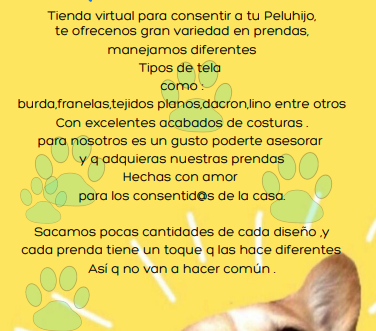 Tienda virtual para consentir a tu Peluhijo,
te ofrecenos gran variedad en prendas,
manejamos diferentes
Tipos de tela
como :
burda,franelas,tejidos planos,dacron,lino entre otros
Con excelentes acabados de costuras .
para nosotros es un gusto poderte asesorar
y q adquieras nuestras prendas
Hechas con amor
para los consentid@s de la casa.
Sacamos pocas cantidades de cada diseño ,y
cada prenda tiene un toque q las hace diferentes
Así q no van a hacer común .